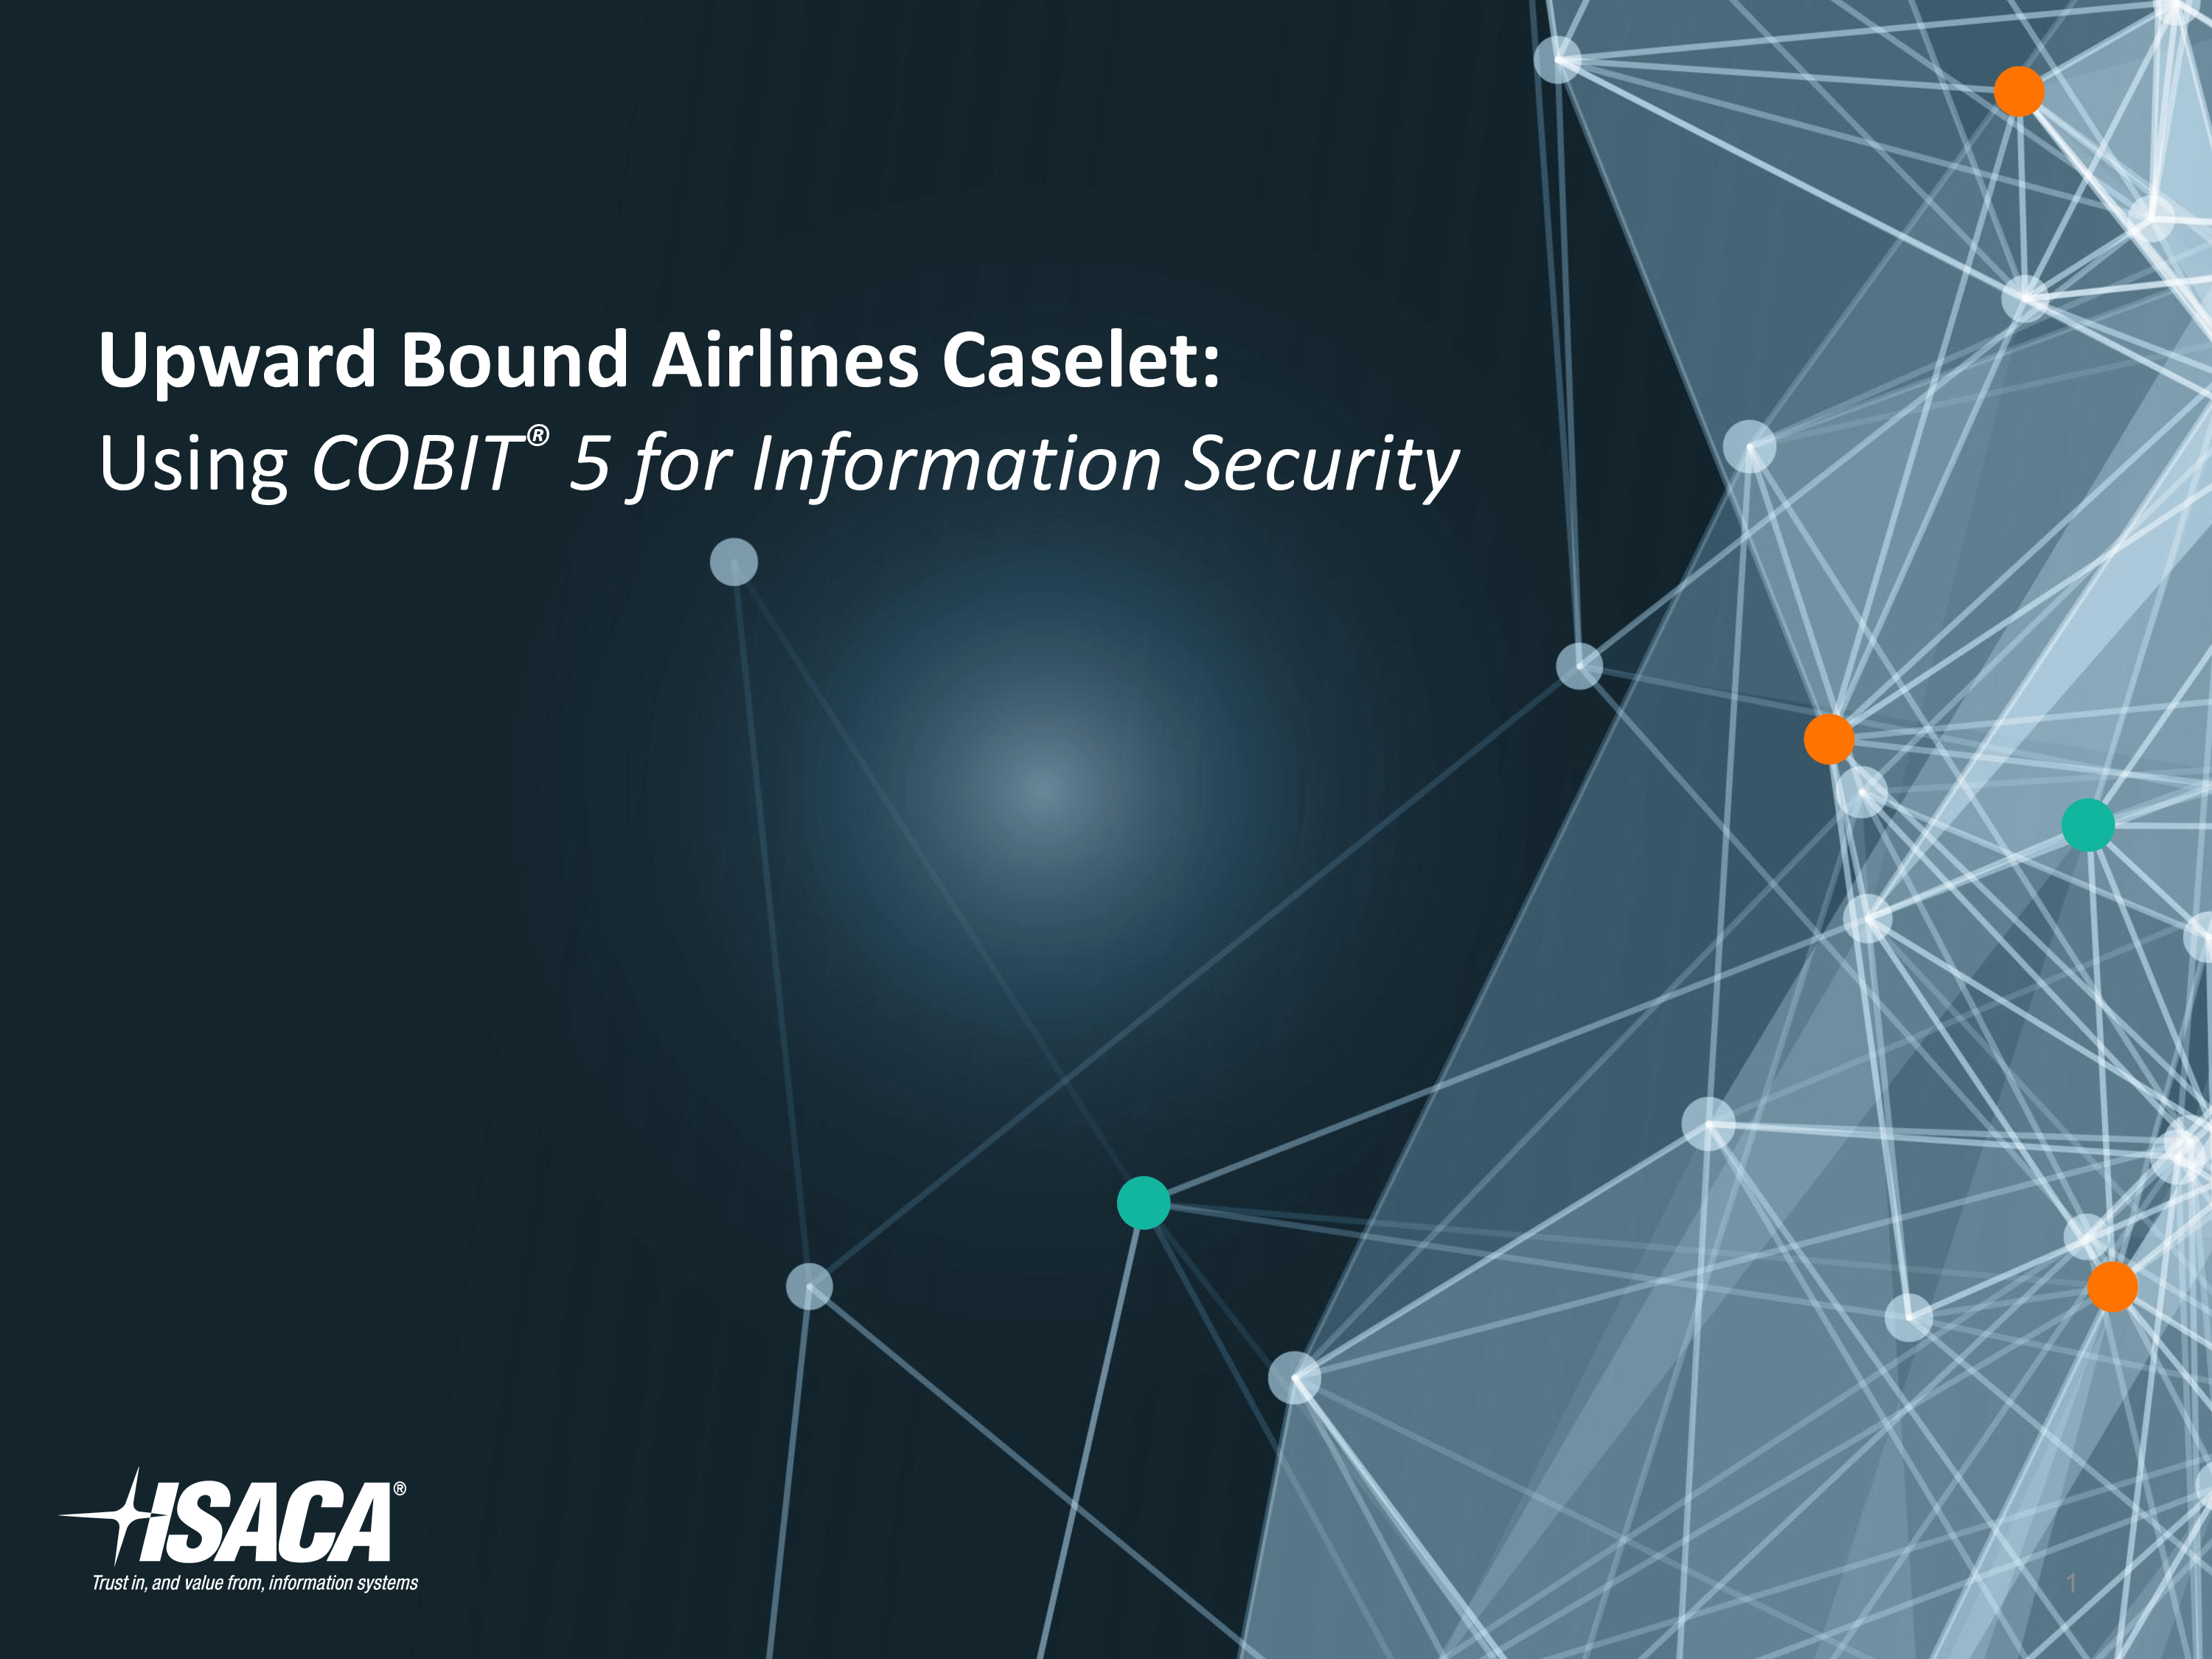 Upward Bound Airlines Caselet:
Using COBIT® 5 for Information Security
ISACA®
Trust in, and value from, information systems
1